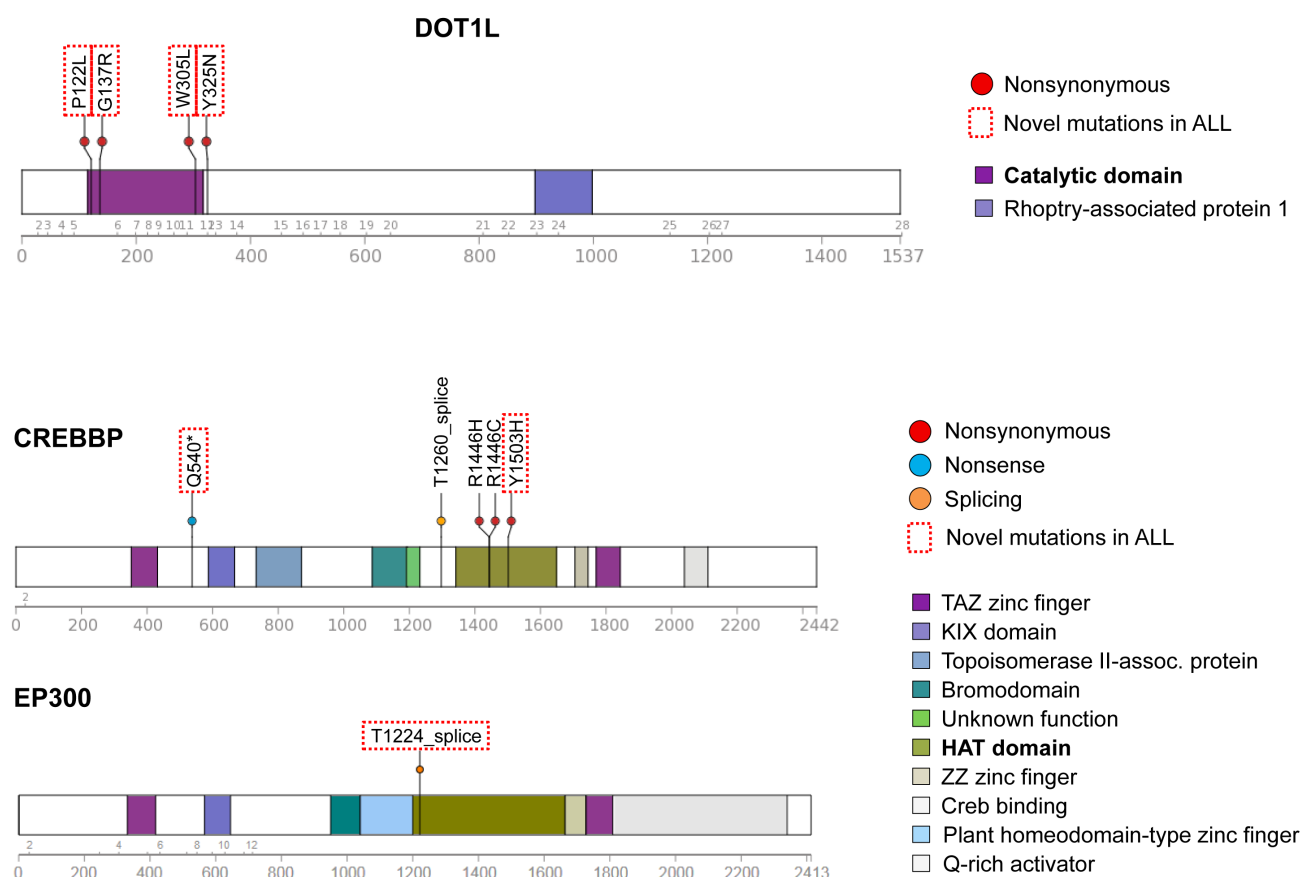 DOT1L
P122L
G137R
W305L
Y325N
Nonsynonymous
Novel mutations in ALL
Catalytic domain
Rhoptry-associated protein 1
2 3 4 5 6 7 8 9 10 11 12 13 14 15 16 17 18 19 20 21 22 23 24 25 26 27 28
0 200 400 600 800 1000 1200 1400 1537
CREBBP
Q540*
T1260_splice
R1446H
R1446C
Y1503H
Nonsynonymous
Nonsense
Splicing
Novel mutations in ALL
2
0 200 400 600 800 1000 1200 1400 1600 1800 2000 2200 2442
TAZ zinc finger
KIX domain
Topoisomerase II-assoc. protein
Bromodomain
Unknown function
HAT domain
ZZ zinc finger
Creb binding
Plant homeodomain-type zinc finger
Q-rich activator
EP300
T1224_splice
2 4 6 8 10 12
0 200 400 600 800 1000 1200 1400 1600 1800 2000 2200 2413